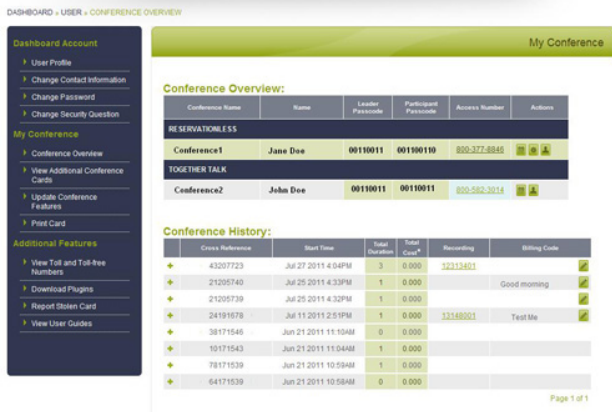 DASHBOARD » USER » CONFERENCE OVERVIEW
My Conference
Dashboard Account
User Profile
Change Contact Information
Change Password
Change Security Question
My Conference
Conference Overview
View Additional Conference
Cards
Update Conference
Features
Print Card
Additional Features
View Toll and Toll-free
Numbers
Download Plugins
Report Stolen Card
View User Guides
Conference Overview:
Conference Name Name Leader Passcode Participant Passcode Access Number Actions
RESERVATIONLESS
Conference1 Jane Doe 00110011 001100110 800-377-8846
TOGETHER TALK
Conference2 John Doe 00110011 00110011 800-582-3014
Conference History:
Cross Reference Start Time Total Duration Total Cost* Recording Billing Code
43207723 Jul 27 2011 4:04PM 3 0.000 12313401
21205740 Jul 25 2011 4:33PM 1 0.000 Good morning
21205739 Jul 25 2011 4:32PM 1 0.000
24191678 Jul 11 2011 2:51PM 1 0.000 13148001 Test Me
38171546 Jun 21 2011 11:10AM 0 0.000
10171543 Jun 21 2011 11:04AM 1 0.000
78171539 Jun 21 2011 10:59AM 1 0.000
64171539 Jun 21 2011 10:58AM 0 0.000
Page 1 of 1